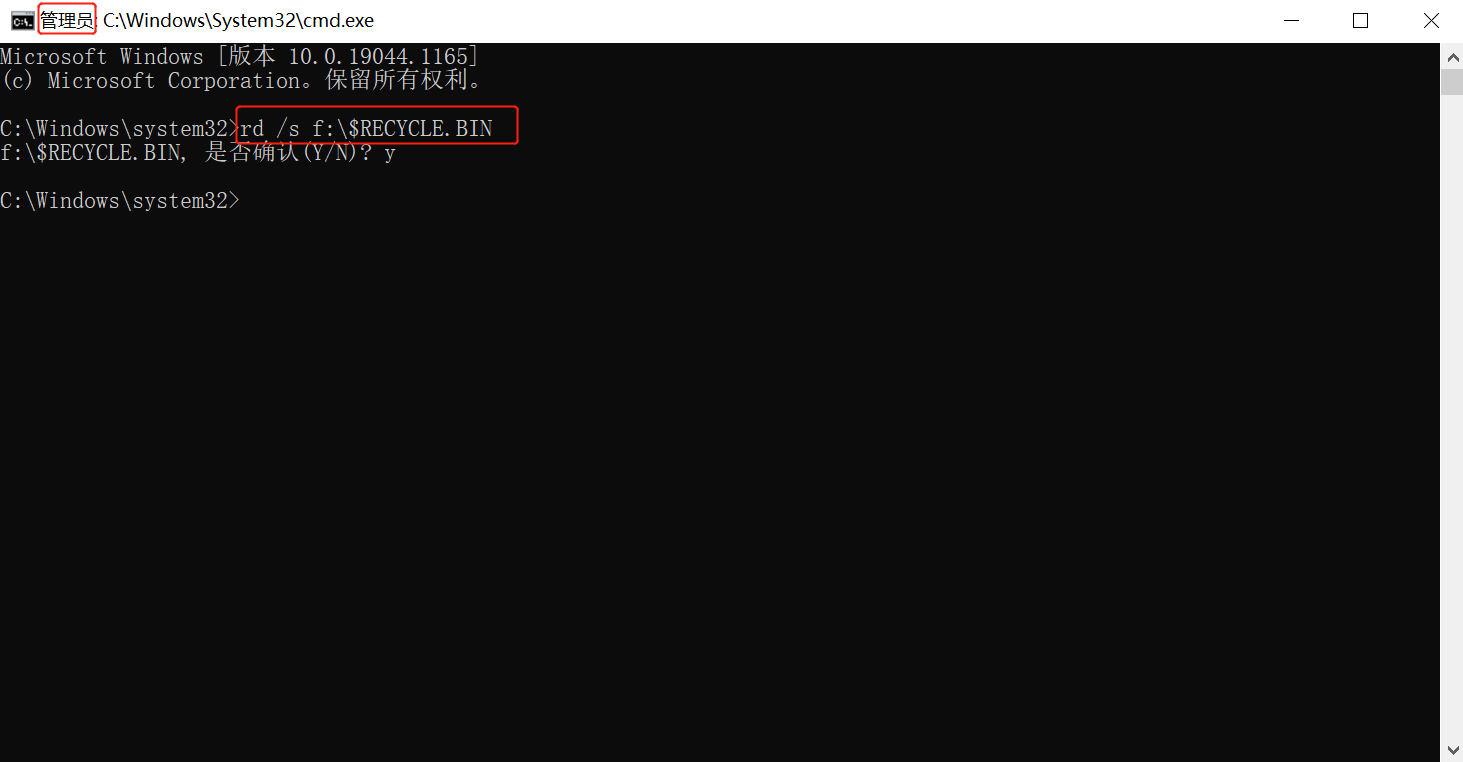 管理员: C:\Windows\System32\cmd.exe
Microsoft Windows [版本 10.0.19044.1165]
(c) Microsoft Corporation。保留所有权利。
C:\Windows\system32>rd /s f:\$RECYCLE.BIN
f:\$RECYCLE.BIN, 是否确认(Y/N)? y
C:\Windows\system32>